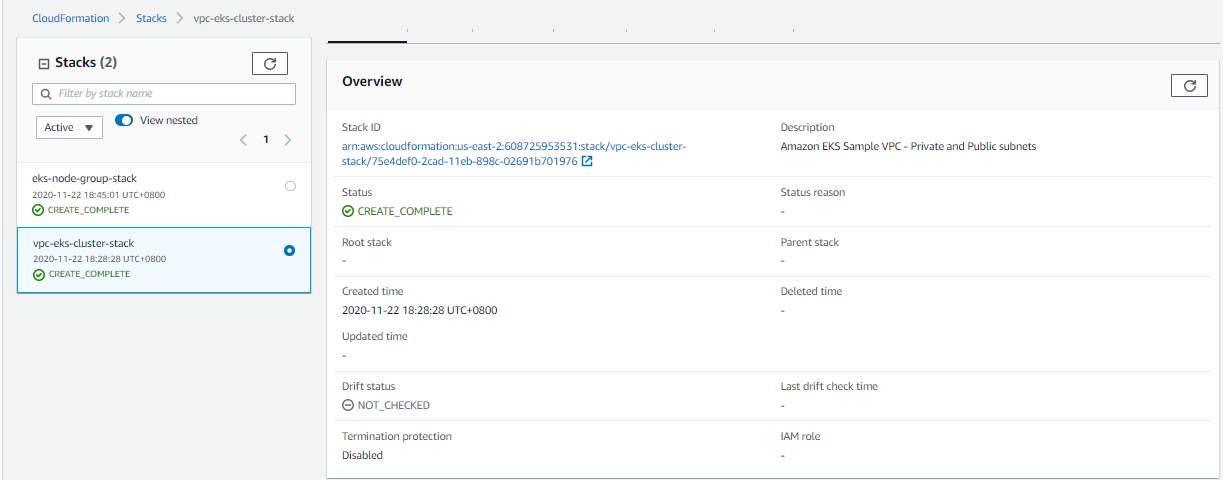 CloudFormation > Stacks > vpc-eks-cluster-stack
Stacks (2)
Filter by stack name
Active
View nested
1
eks-node-group-stack
2020-11-22 18:45:01 UTC+0800
CREATE_COMPLETE
vpc-eks-cluster-stack
2020-11-22 18:28:28 UTC+0800
CREATE_COMPLETE
Overview
Stack ID
arn:aws:cloudformation:us-east-2:608725953531:stack/vpc-eks-cluster-
stack/75e4def0-2cad-11eb-898c-02691b701976
Description
Amazon EKS Sample VPC - Private and Public subnets
Status
CREATE_COMPLETE
Status reason
-
Root stack
-
Parent stack
-
Created time
2020-11-22 18:28:28 UTC+0800
Deleted time
-
Updated time
-
Drift status
NOT_CHECKED
Last drift check time
-
Termination protection
Disabled
IAM role
-